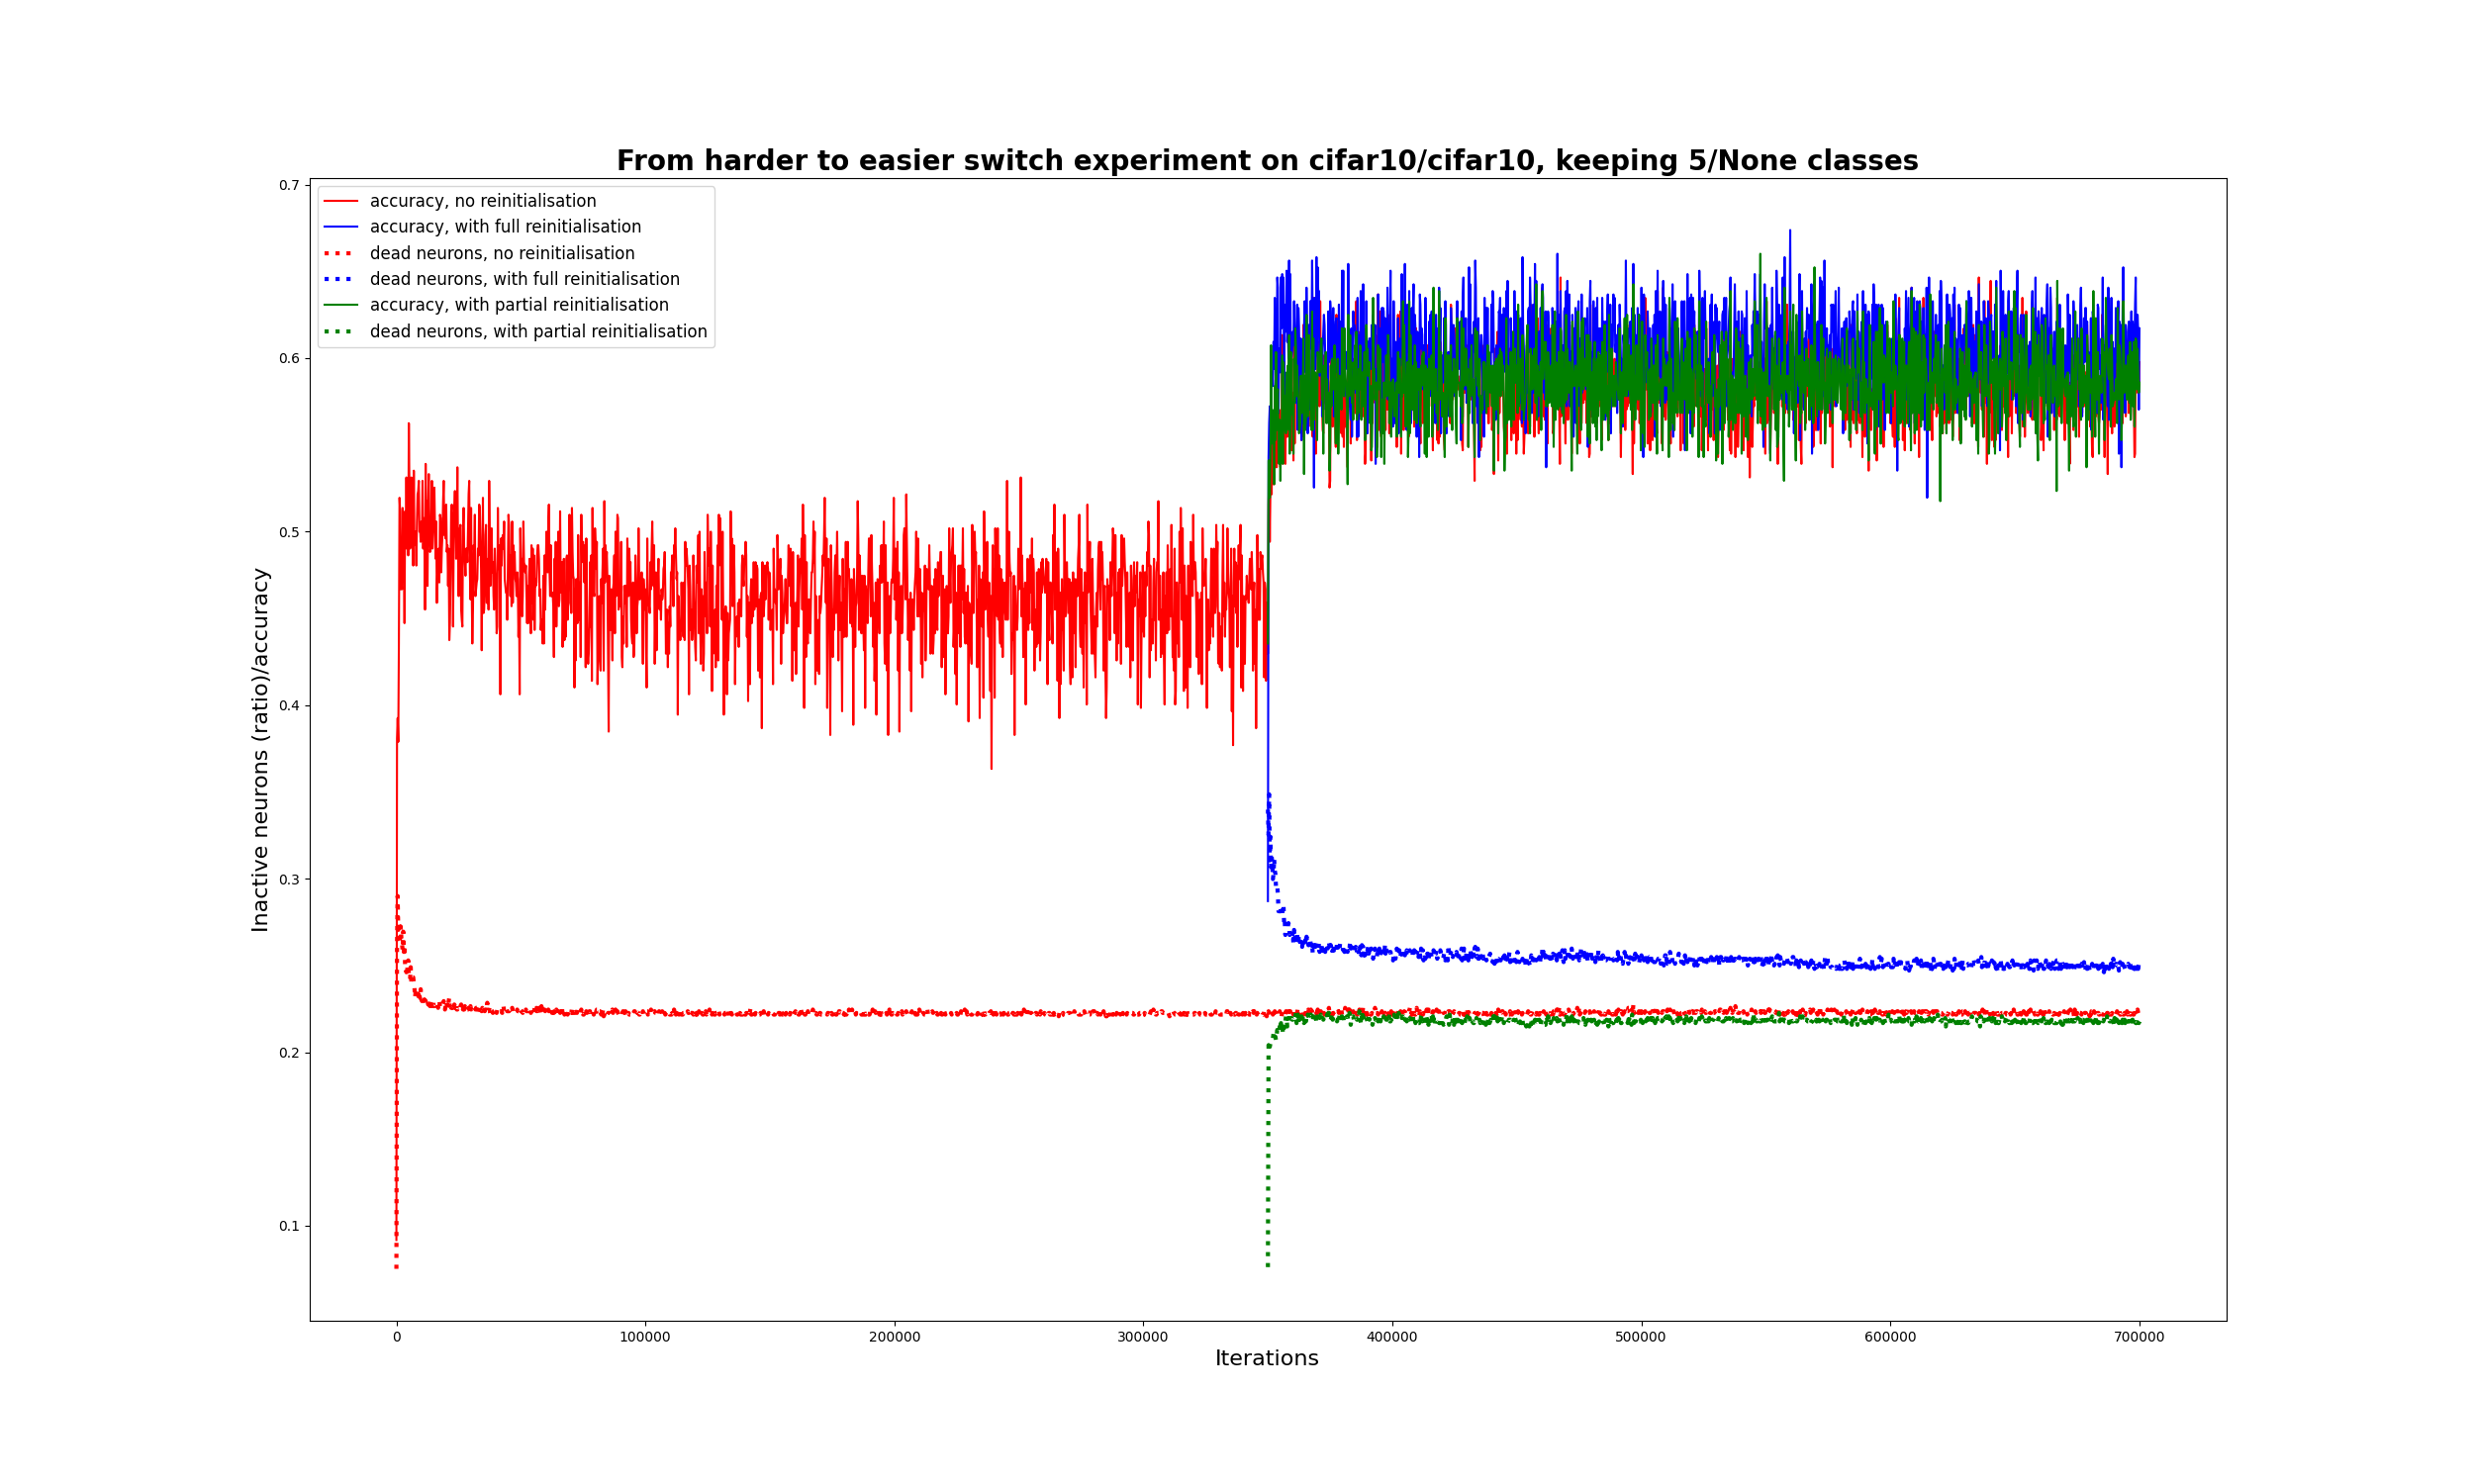 From harder to easier switch experiment on cifar10/cifar10, keeping 5/None classes
accuracy, no reinitialisation
accuracy, with full reinitialisation
dead neurons, no reinitialisation
dead neurons, with full reinitialisation
accuracy, with partial reinitialisation
dead neurons, with partial reinitialisation
Inactive neurons (ratio)/accuracy
0.7
0.6
0.5
0.4
0.3
0.2
0.1
0
100000
200000
300000
400000
500000
600000
700000
Iterations